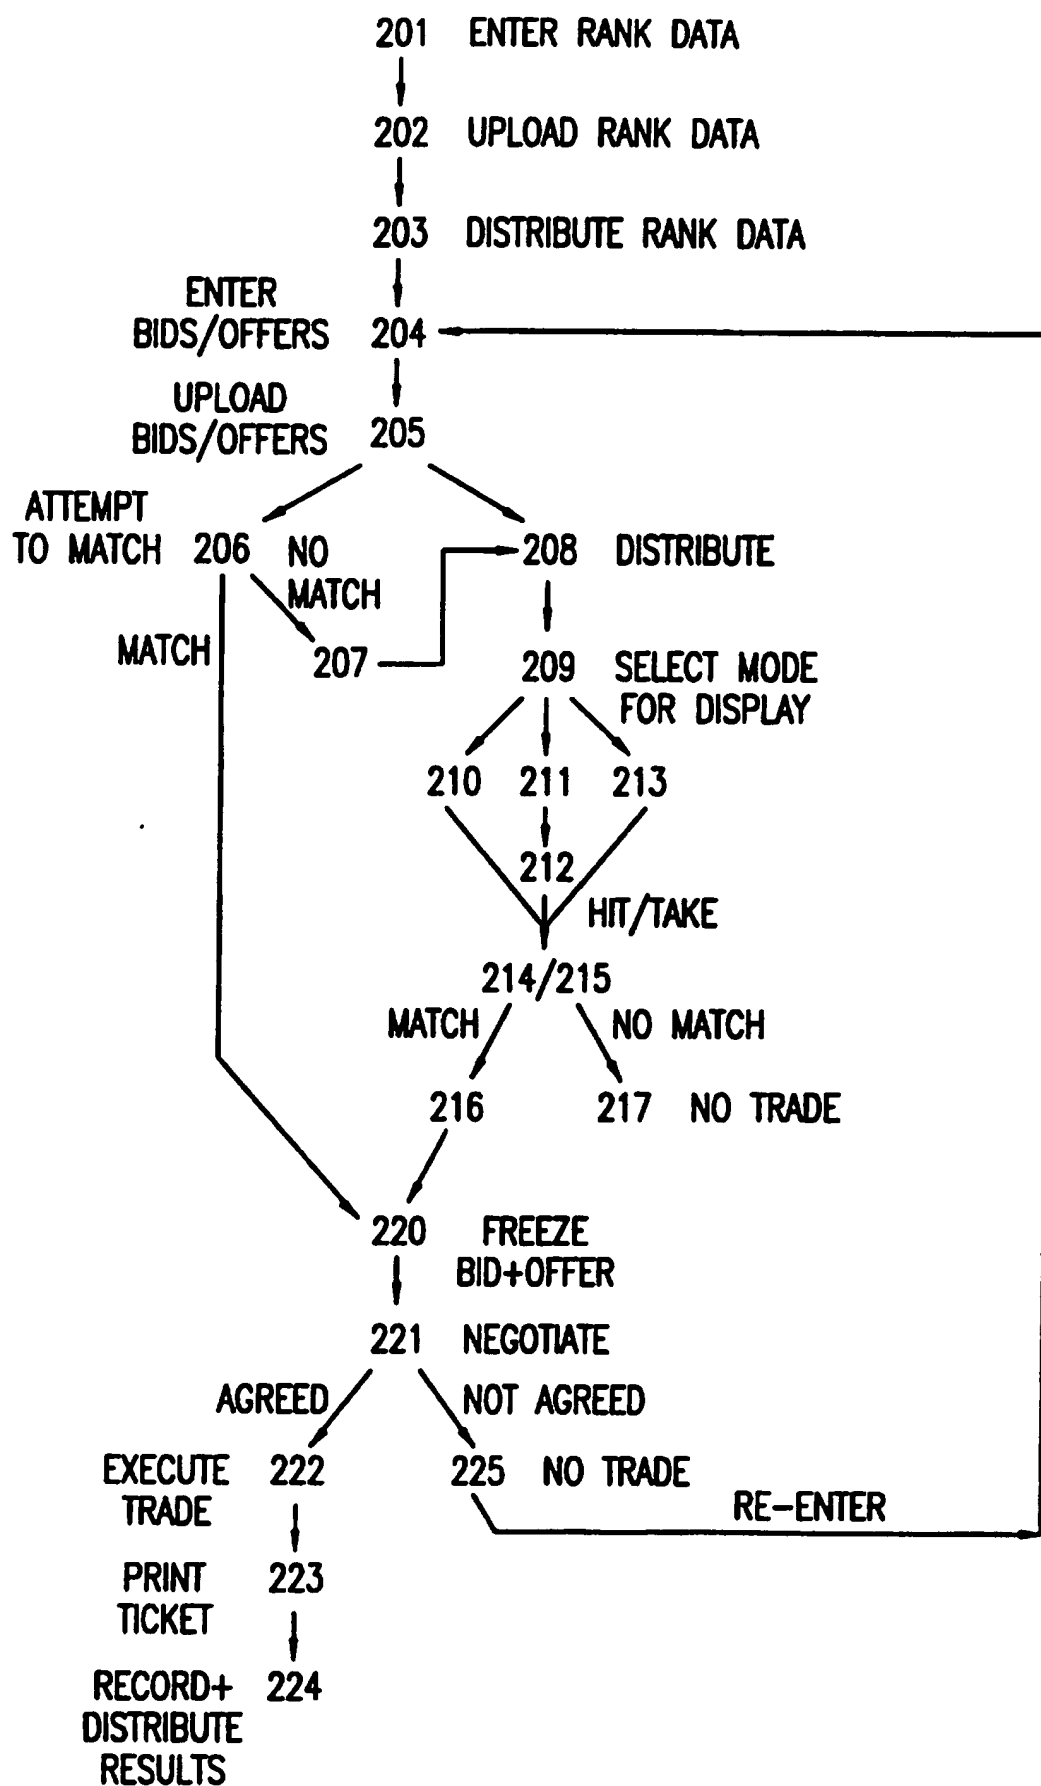 201 ENTER RANK DATA
202 UPLOAD RANK DATA
203 DISTRIBUTE RANK DATA
ENTER
BIDS/OFFERS 204
UPLOAD
BIDS/OFFERS 205
ATTEMPT
TO MATCH 206 NO
MATCH
208 DISTRIBUTE
MATCH
207
209 SELECT MODE
FOR DISPLAY
210 211 213
212
HIT/TAKE
214/215
MATCH NO MATCH
216 217 NO TRADE
220 FREEZE
BID+OFFER
221 NEGOTIATE
AGREED NOT AGREED
EXECUTE 222
TRADE
225 NO TRADE
RE-ENTER
PRINT 223
TICKET
RECORD+ 224
DISTRIBUTE
RESULTS